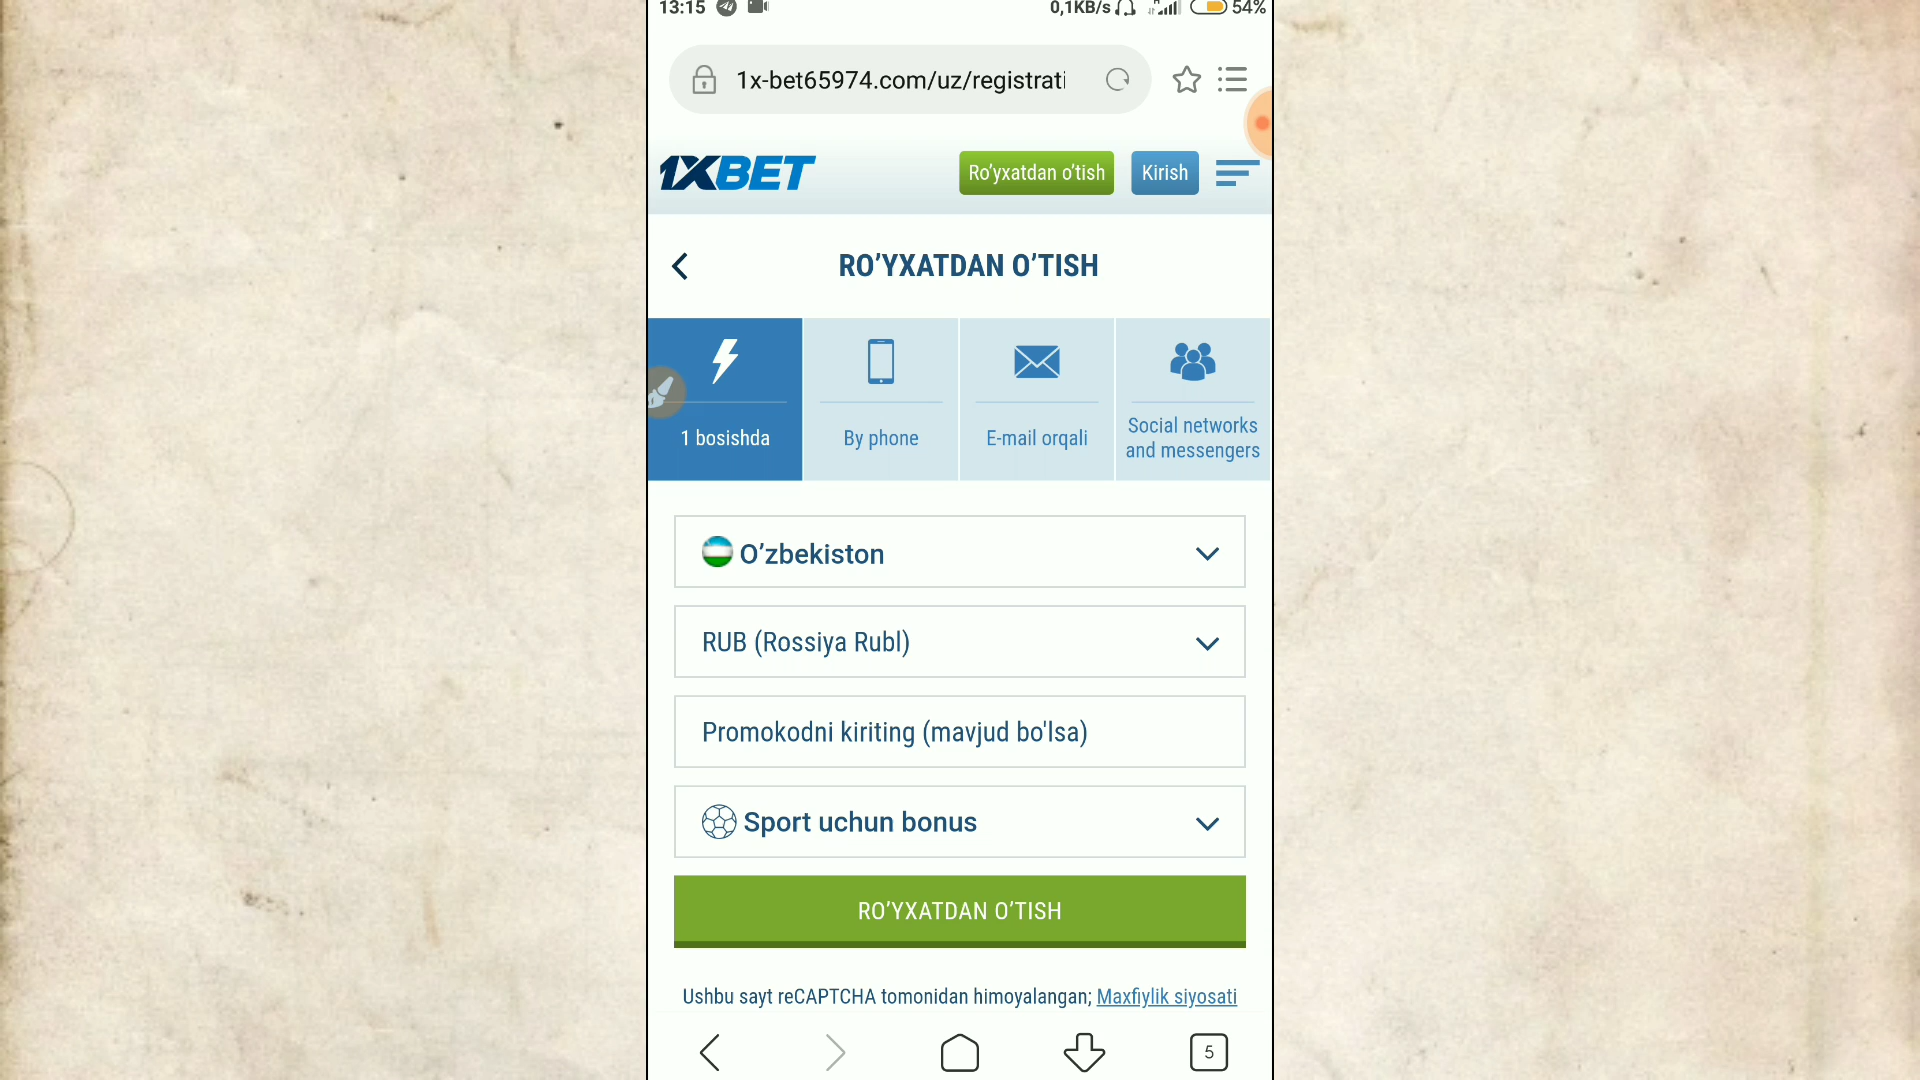 13:15 0,1KB/s 54%
1x-bet65974.com/uz/registrati
1XBET Ro’yxatdan o’tish Kirish
RO’YXATDAN O’TISH
1 bosishda
By phone
E-mail orqali
Social networks
and messengers
O’zbekiston
RUB (Rossiya Rubl)
Promokodni kiriting (mavjud bo'lsa)
Sport uchun bonus
RO’YXATDAN O’TISH
Ushbu sayt reCAPTCHA tomonidan himoyalangan; Maxfiylik siyosati
5